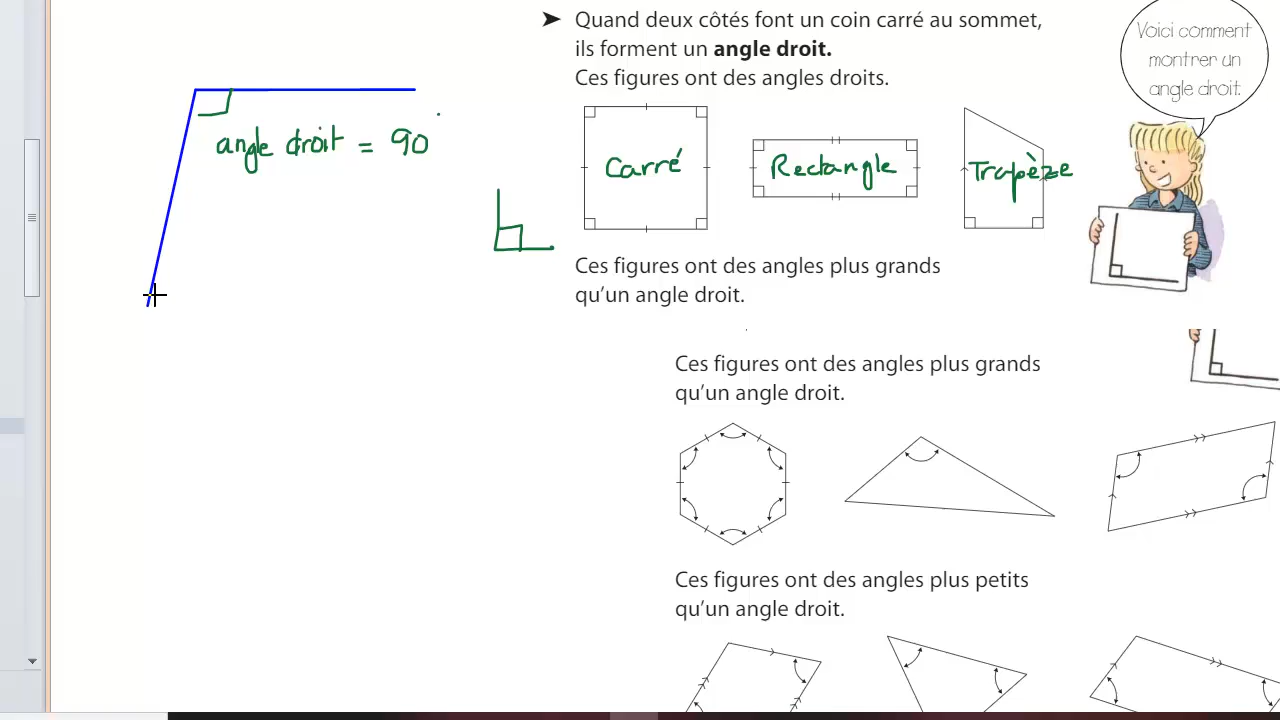 Quand deux côtés font un coin carré au sommet,
ils forment un angle droit.
Ces figures ont des angles droits.
Voici comment
montrer un
angle droit.
angle droit = 90
Carré
Rectangle
Trapèze
Ces figures ont des angles plus grands
qu'un angle droit.
Ces figures ont des angles plus grands
qu'un angle droit.
Ces figures ont des angles plus petits
qu'un angle droit.